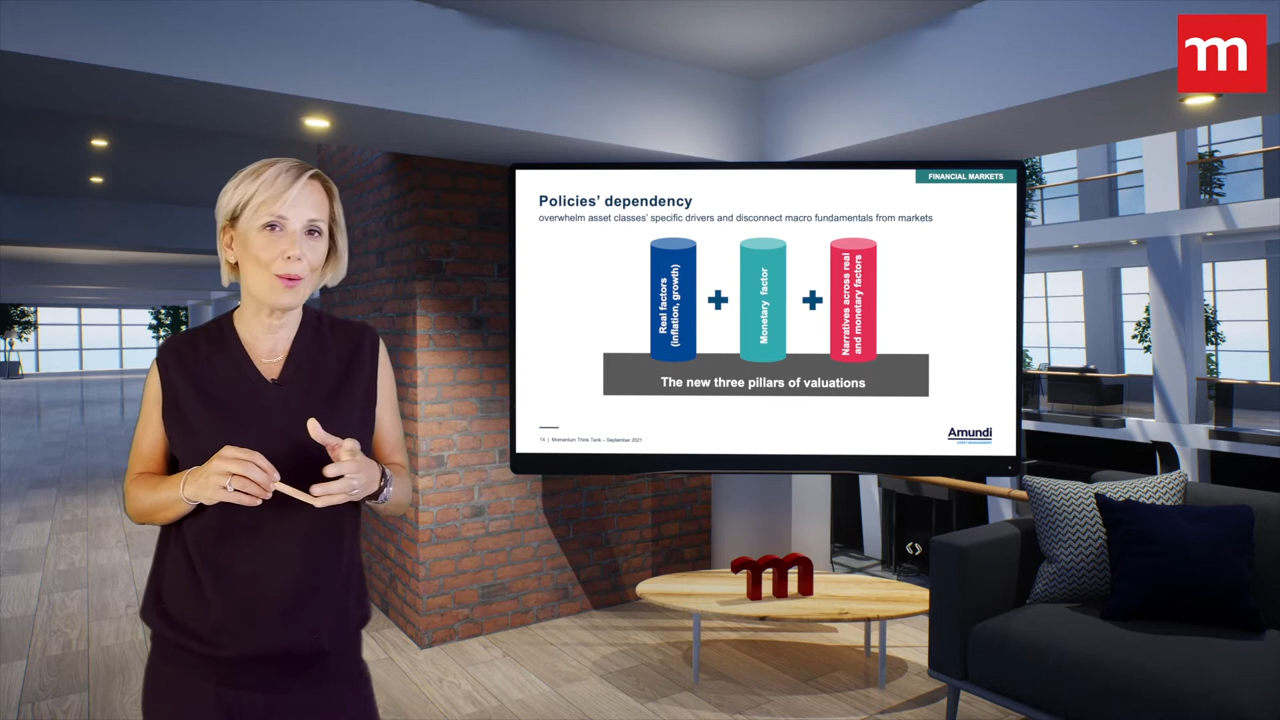 m
FINANCIAL MARKETS
Policies' dependency
overwhelm asset classes' specific drivers and disconnect macro fundamentals from markets
Real factors
(inflation, growth)
Monetary factor
Narratives across real
and monetary factors
The new three pillars of valuations
14 | Momentum Think Tank – September 2021
Amundi
ASSET MANAGEMENT
m